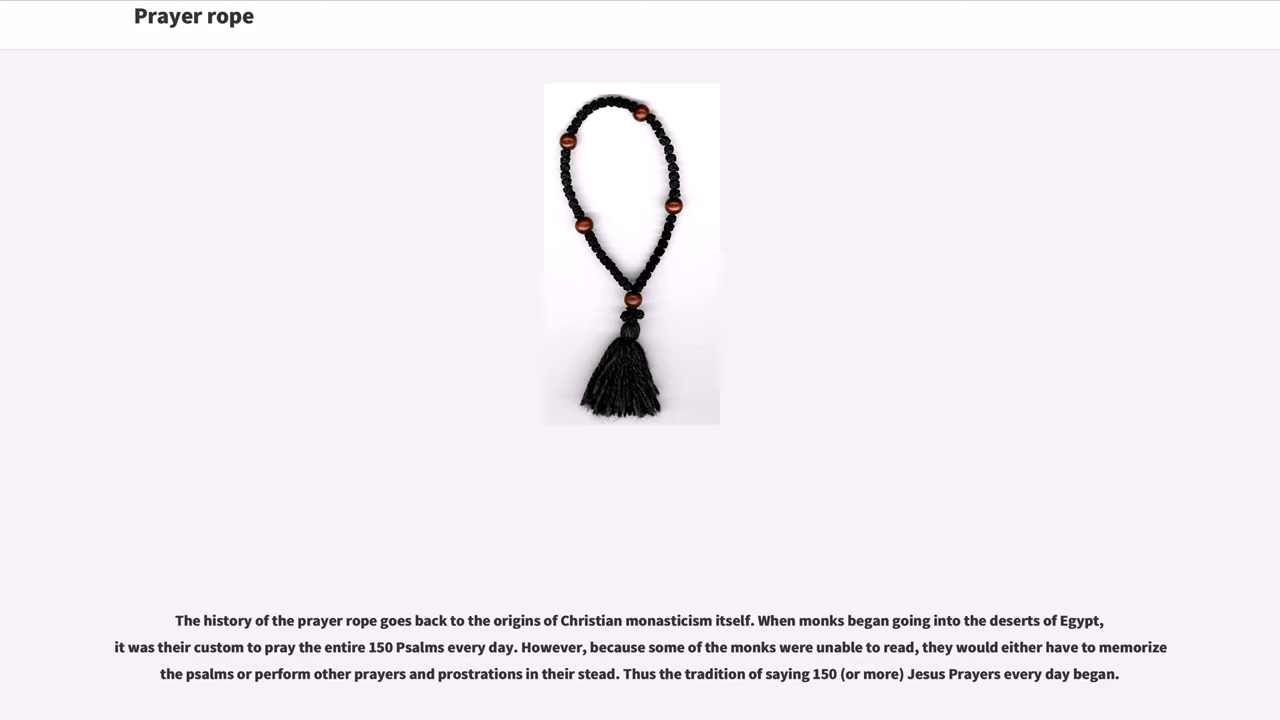 Prayer rope
The history of the prayer rope goes back to the origins of Christian monasticism itself. When monks began going into the deserts of Egypt,
it was their custom to pray the entire 150 Psalms every day. However, because some of the monks were unable to read, they would either have to memorize
the psalms or perform other prayers and prostrations in their stead. Thus the tradition of saying 150 (or more) Jesus Prayers every day began.